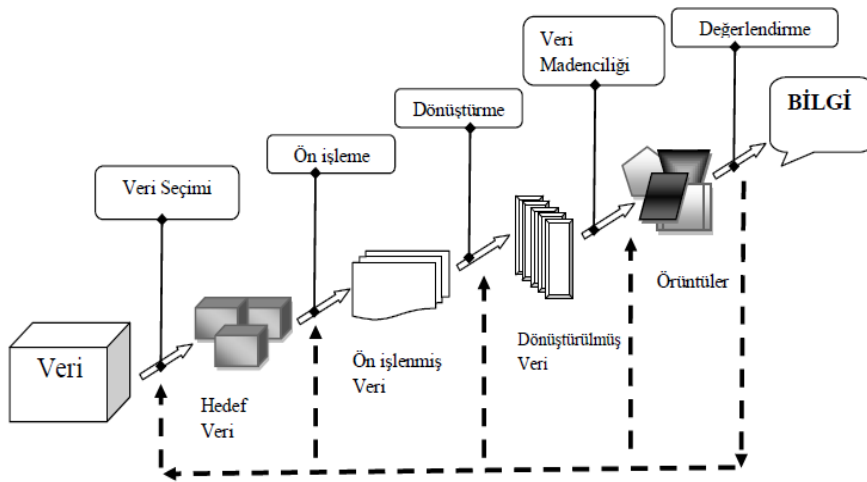 Değerlendirme
Veri
Madenciliği
BİLGİ
Dönüştürme
Ön işleme
Veri Seçimi
Örüntüler
Dönüştürülmüş
Veri
Veri
Ön işlenmiş
Veri
Hedef
Veri